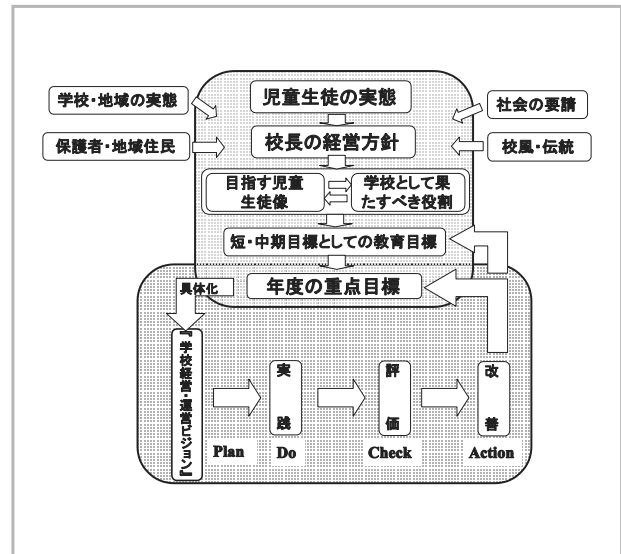 学校・地域の実態
児童生徒の実態
社会の要請
保護者・地域住民
校長の経営方針
校風・伝統
目指す児童
生徒像
学校として果
たすべき役割
短・中期目標としての教育目標
具体化
年度の重点目標
『学校経営・運営ビジョン』
実践
評価
改善
Plan
Do
Check
Action